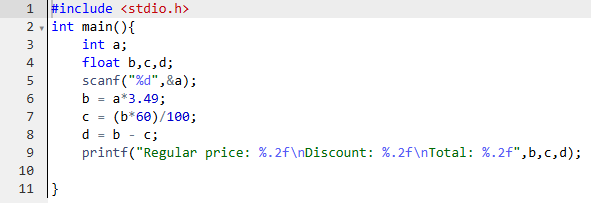 1 #include <stdio.h>
2 int main(){
3 int a;
4 float b,c,d;
5 scanf("%d",&a);
6 b = a*3.49;
7 c = (b*60)/100;
8 d = b - c;
9 printf("Regular price: %.2f\nDiscount: %.2f\nTotal: %.2f",b,c,d);
10
11 }